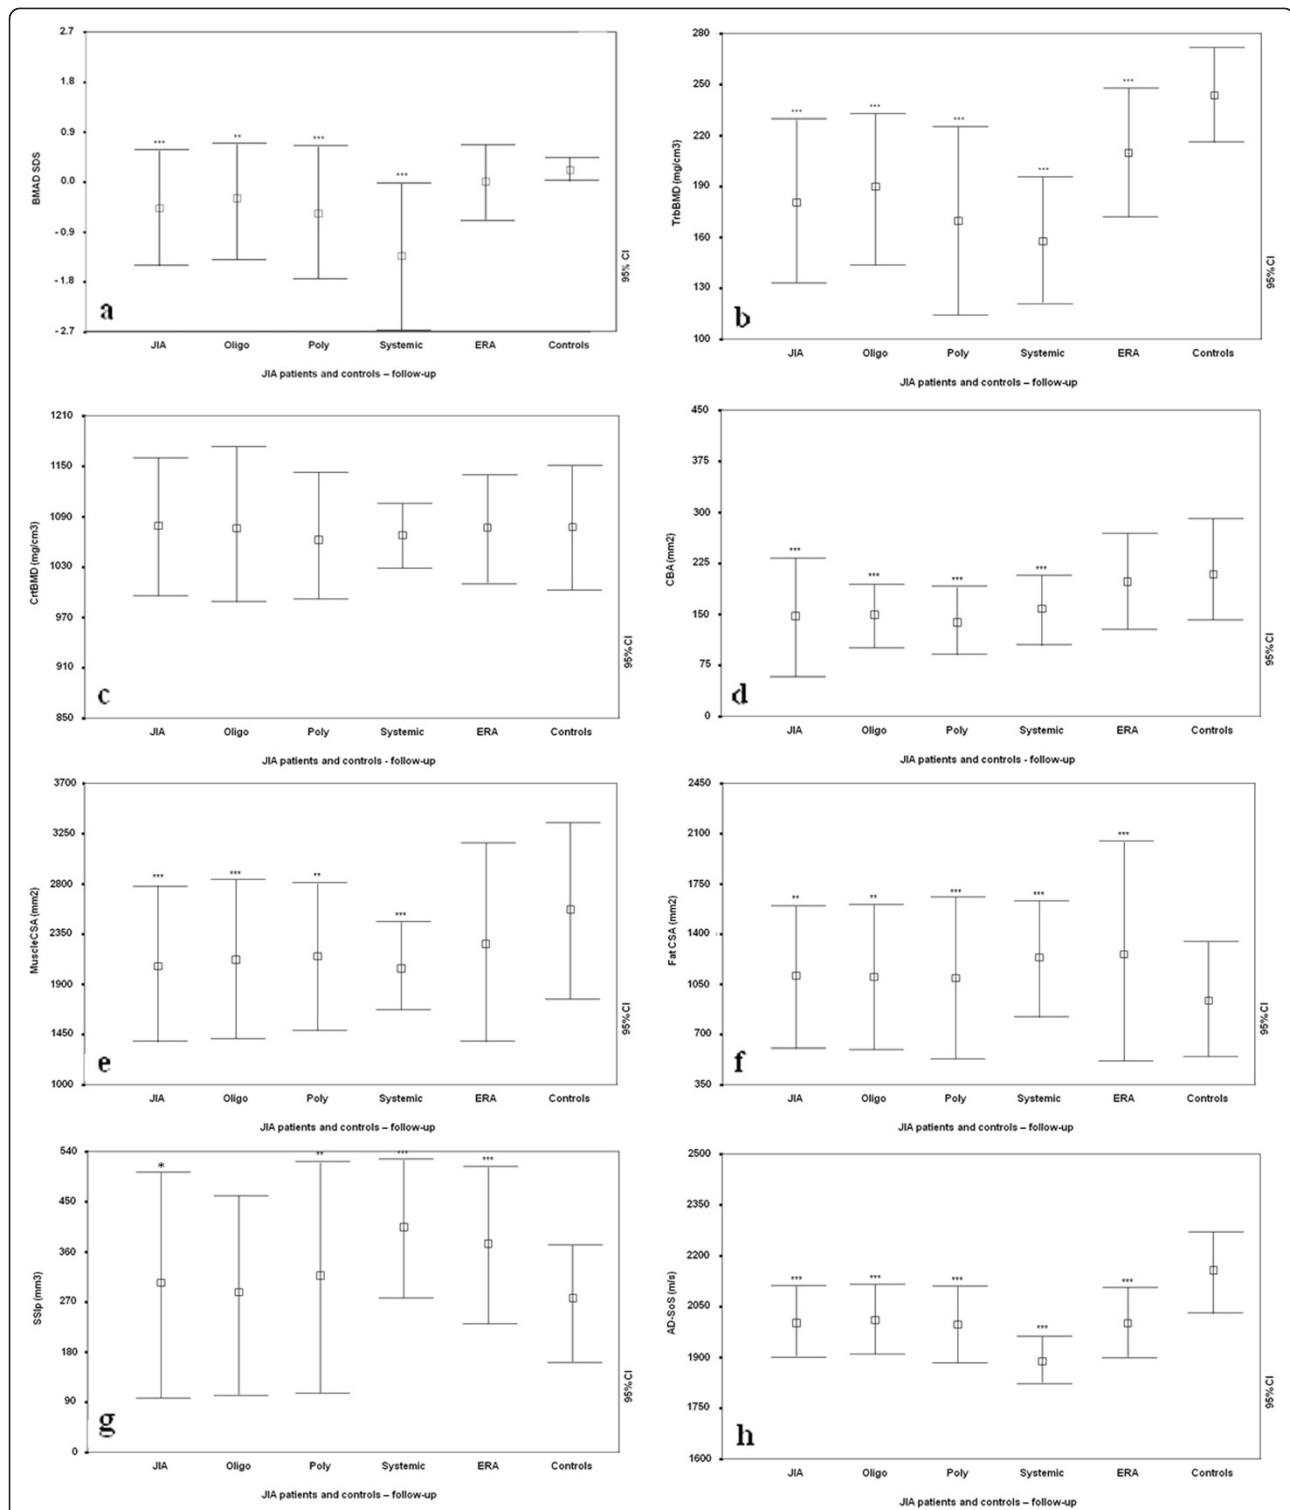 2.7
1.8
0.9
0.0
- 0.9
- 1.8
- 2.7
BMAD SDS
***
**
***
***
a
95% CI
JIA Oligo Poly Systemic ERA Controls
JIA patients and controls – follow-up
280
250
220
190
160
130
100
TrbBMD (mg/cm3)
***
***
***
***
***
b
95%CI
JIA Oligo Poly Systemic ERA Controls
JIA patients and controls – follow-up
1210
1150
1090
1030
970
910
850
CrtBMD (mg/cm3)
c
95%CI
JIA Oligo Poly Systemic ERA Controls
JIA patients and controls - follow-up
450
375
300
225
150
75
0
CBA (mm2)
***
***
***
***
d
95%CI
JIA Oligo Poly Systemic ERA Controls
JIA patients and controls - follow-up
3700
3250
2800
2350
1900
1450
1000
MuscleCSA (mm2)
***
***
**
***
e
95%CI
JIA Oligo Poly Systemic ERA Controls
JIA patients and controls – follow-up
2450
2100
1750
1400
1050
700
350
Fat CSA (mm2)
**
**
***
***
***
f
95%CI
JIA Oligo Poly Systemic ERA Controls
JIA patients and controls – follow-up
540
450
360
270
180
90
0
SSIp (mm3)
*
**
***
***
g
95%CI
JIA Oligo Poly Systemic ERA Controls
JIA patients and controls – follow-up
2500
2350
2200
2050
1900
1750
1600
AD-SoS (m/s)
***
***
***
***
***
h
95%CI
JIA Oligo Poly Systemic ERA Controls
JIA patients and controls – follow-up